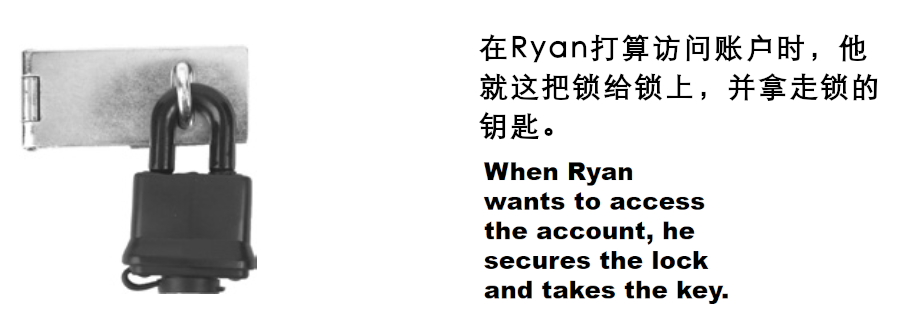 在Ryan打算访问账户时，他
就这把锁给锁上，并拿走锁的
钥匙。
When Ryan
wants to access
the account, he
secures the lock
and takes the key.